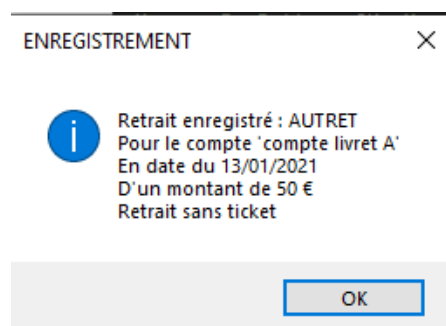 ENREGISTREMENT
Retrait enregistré : AUTRET
Pour le compte 'compte livret A'
En date du 13/01/2021
D'un montant de 50 €
Retrait sans ticket
OK